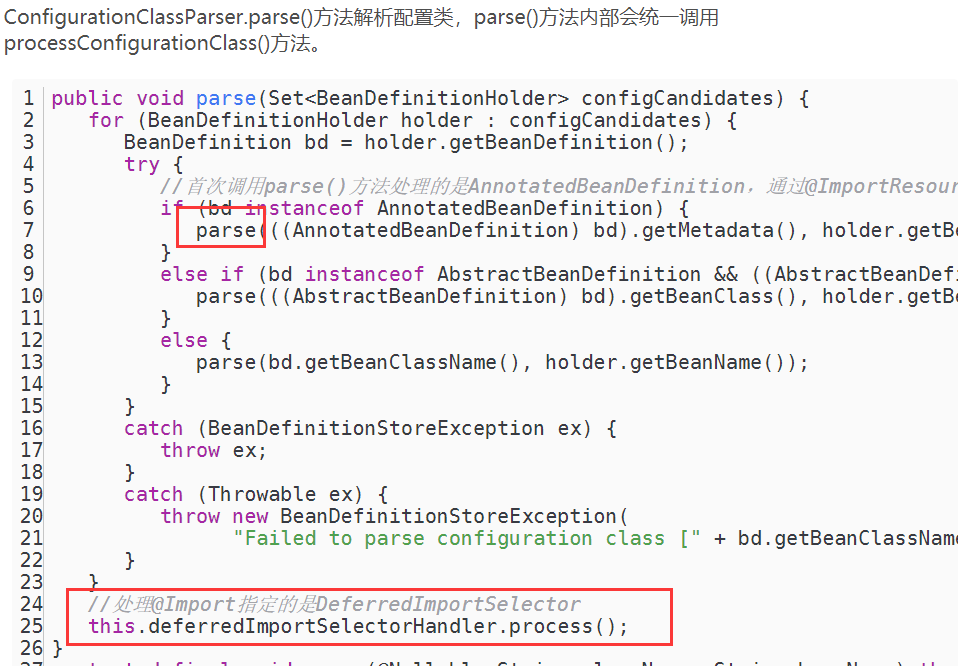 ConfigurationClassParser.parse()方法解析配置类，parse()方法内部会统一调用
processConfigurationClass()方法。
1 public void parse(Set<BeanDefinitionHolder> configCandidates) {
2 for (BeanDefinitionHolder holder : configCandidates) {
3 BeanDefinition bd = holder.getBeanDefinition();
4 try {
5 //首次调用parse()方法处理的是AnnotatedBeanDefinition，通过@ImportResour
6 if (bd instanceof AnnotatedBeanDefinition) {
7 parse(((AnnotatedBeanDefinition) bd).getMetadata(), holder.getBe
8 }
9 else if (bd instanceof AbstractBeanDefinition && ((AbstractBeanDefi
10 parse(((AbstractBeanDefinition) bd).getBeanClass(), holder.getBe
11 }
12 else {
13 parse(bd.getBeanClassName(), holder.getBeanName());
14 }
15 }
16 catch (BeanDefinitionStoreException ex) {
17 throw ex;
18 }
19 catch (Throwable ex) {
20 throw new BeanDefinitionStoreException(
21 "Failed to parse configuration class [" + bd.getBeanClassName
22 }
23 }
24 //处理@Import指定的是DeferredImportSelector
25 this.deferredImportSelectorHandler.process();
26 }